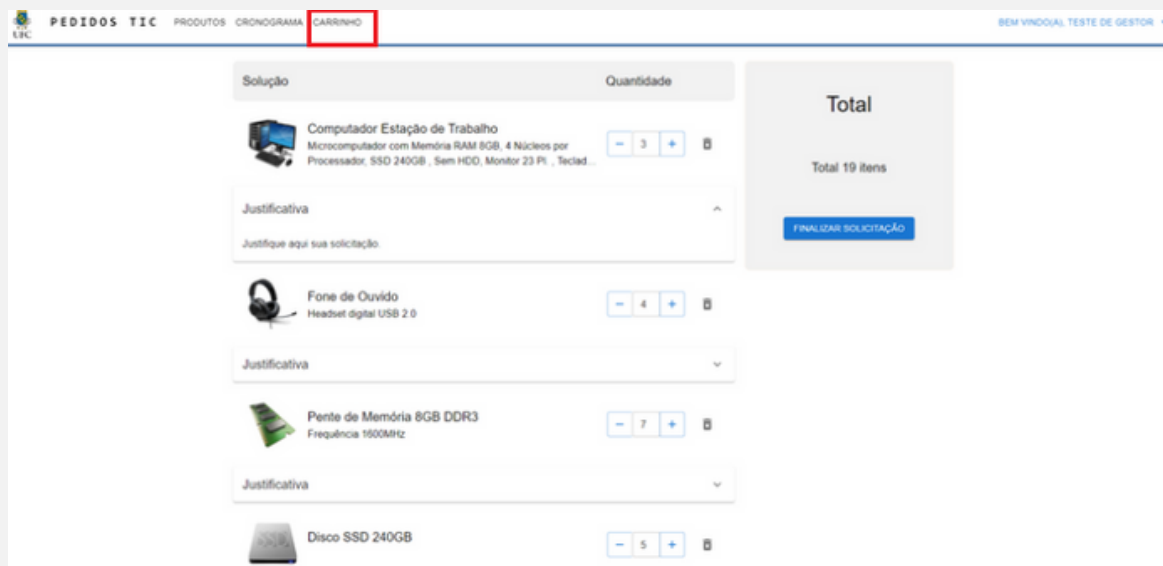 UFC
PEDIDOS TIC PRODUTOS CRONOGRAMA CARRINHO
BEM VINDO(A), TESTE DE GESTOR
Solução Quantidade
Computador Estação de Trabalho
Microcomputador com Memória RAM 8GB, 4 Núcleos por
Processador, SSD 240GB , Sem HDD, Monitor 23 Pl. , Teclad...
- 3 +
Justificativa
Justifique aqui sua solicitação.
Fone de Ouvido
Headset digital USB 2.0
- 4 +
Justificativa
Pente de Memória 8GB DDR3
Frequência 1600MHz
- 7 +
Justificativa
SSD
Disco SSD 240GB
- 5 +
Total
Total 19 itens
FINALIZAR SOLICITAÇÃO